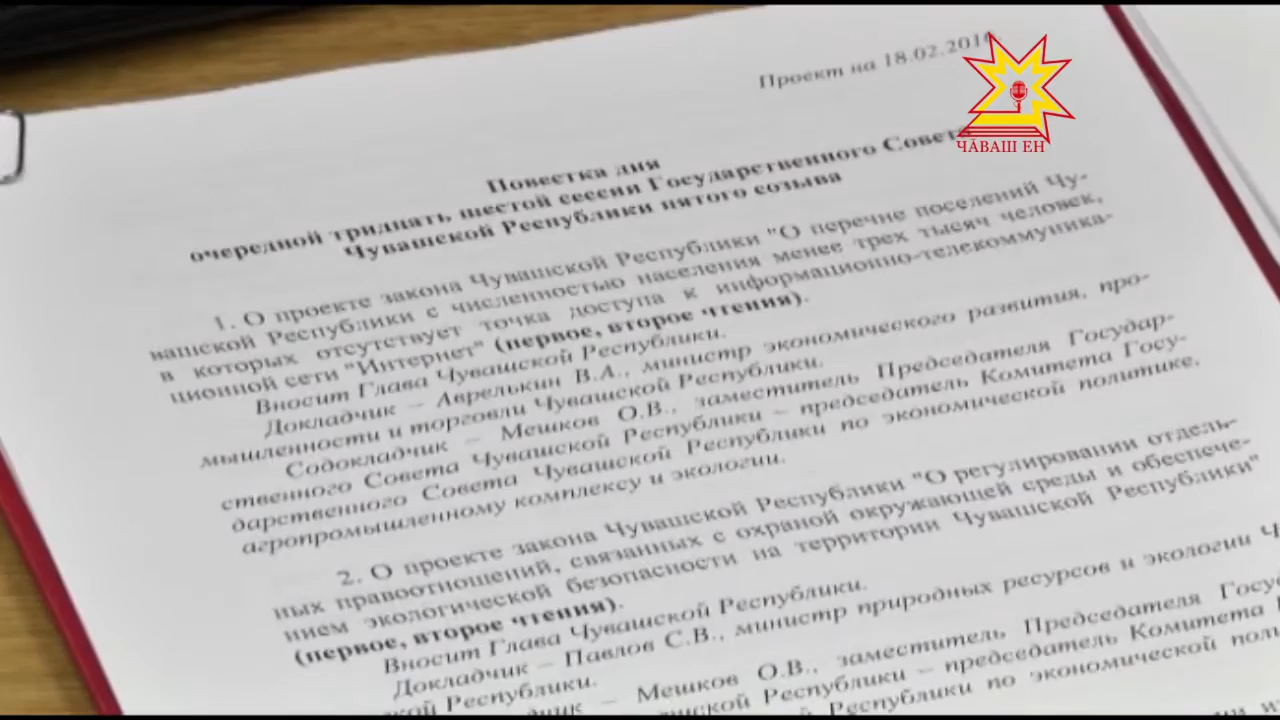 Проект на 18.02.2016.
ЧӐВАШ ЕН
Повестка дня
очередной тридцать шестой сессии Государственного Совета
Чувашской Республики пятого созыва
1. О проекте закона Чувашской Республики "О перечне поселений Чу-
вашской Республики с численностью населения менее трех тысяч человек,
в которых отсутствует точка доступа к информационно-телекоммуника-
ционной сети "Интернет" (первое, второе чтения).
Вносит Глава Чувашской Республики.
Докладчик – Аврелькин В.А., министр экономического развития, про-
мышленности и торговли Чувашской Республики.
Содокладчик – Мешков О.В., заместитель Председателя Государ-
ственного Совета Чувашской Республики – председатель Комитета Госу-
дарственного Совета Чувашской Республики по экономической политике,
агропромышленному комплексу и экологии.
2. О проекте закона Чувашской Республики "О регулировании отдель-
ных правоотношений, связанных с охраной окружающей среды и обеспече-
нием экологической безопасности на территории Чувашской Республики"
(первое, второе чтения).
Вносит Глава Чувашской Республики.
Докладчик – Павлов С.В., министр природных ресурсов и экологии
Республики.
Мешков О.В., заместитель Председателя
Республики – председатель Комитета
Республики по экономической